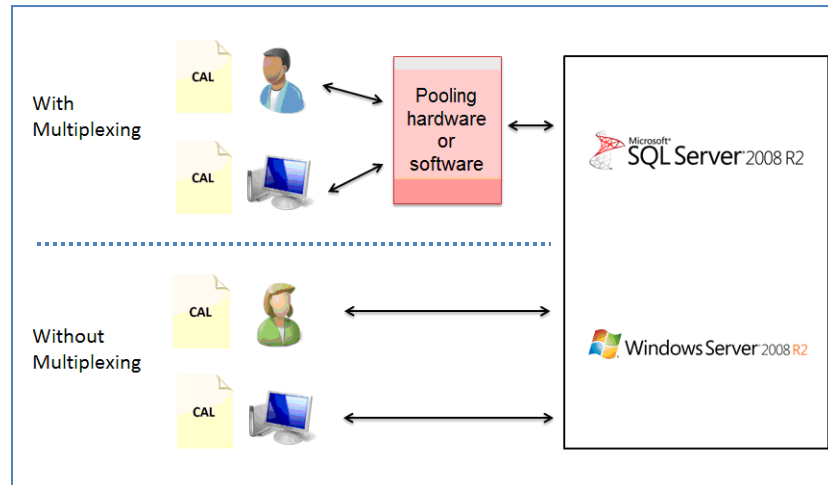 With
Multiplexing
CAL
CAL
Pooling
hardware
or
software
Microsoft®
SQL Server® 2008 R2
Without
Multiplexing
CAL
CAL
Windows Server® 2008 R2